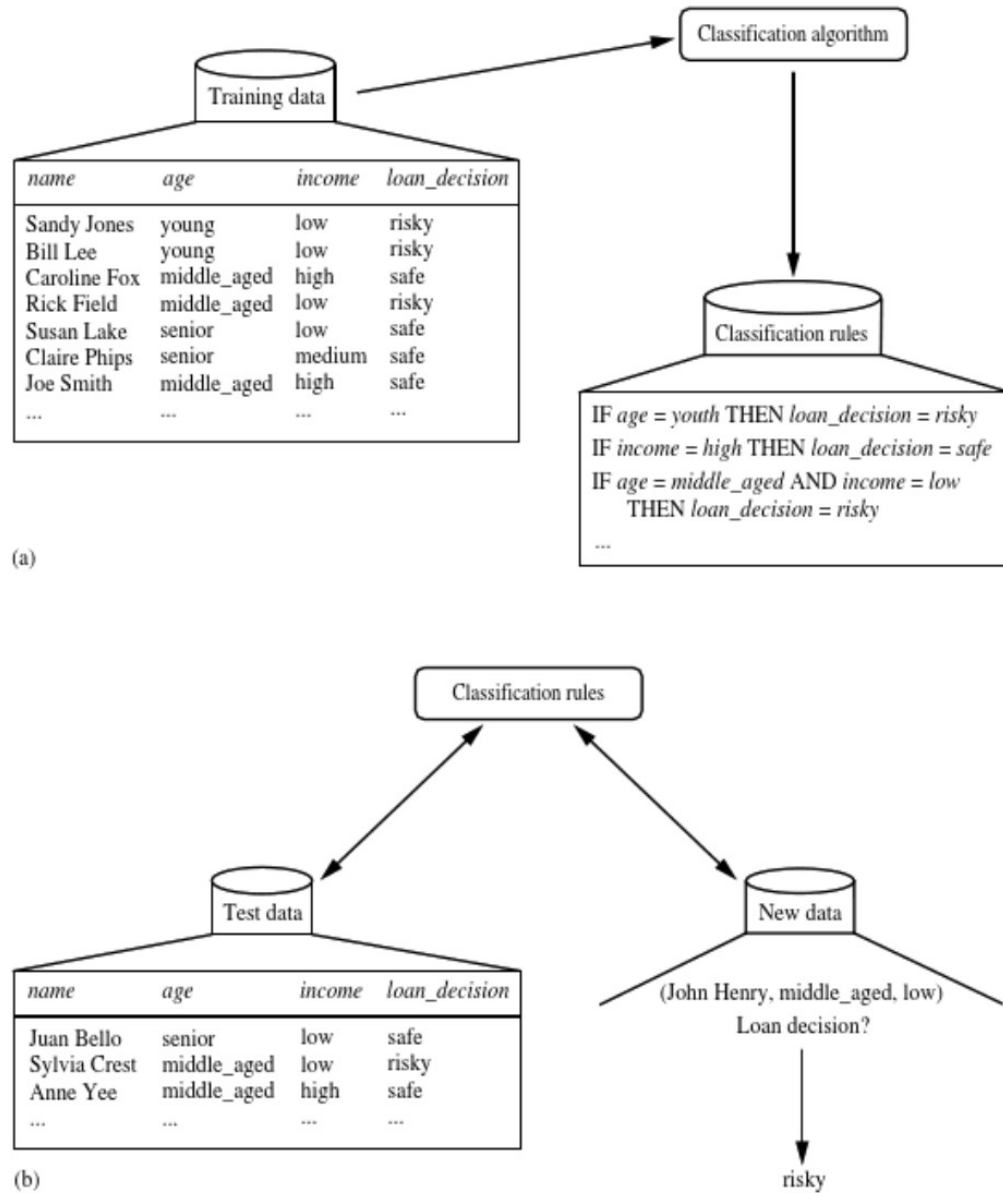 Classification algorithm
Training data
name age income loan_decision
Sandy Jones young low risky
Bill Lee young low risky
Caroline Fox middle_aged high safe
Rick Field middle_aged low risky
Susan Lake senior low safe
Claire Phips senior medium safe
Joe Smith middle_aged high safe
... ... ... ...
Classification rules
IF age = youth THEN loan_decision = risky
IF income = high THEN loan_decision = safe
IF age = middle_aged AND income = low
THEN loan_decision = risky
...
(a)
Classification rules
Test data
name age income loan_decision
Juan Bello senior low safe
Sylvia Crest middle_aged low risky
Anne Yee middle_aged high safe
... ... ... ...
New data
(John Henry, middle_aged, low)
Loan decision?
risky
(b)